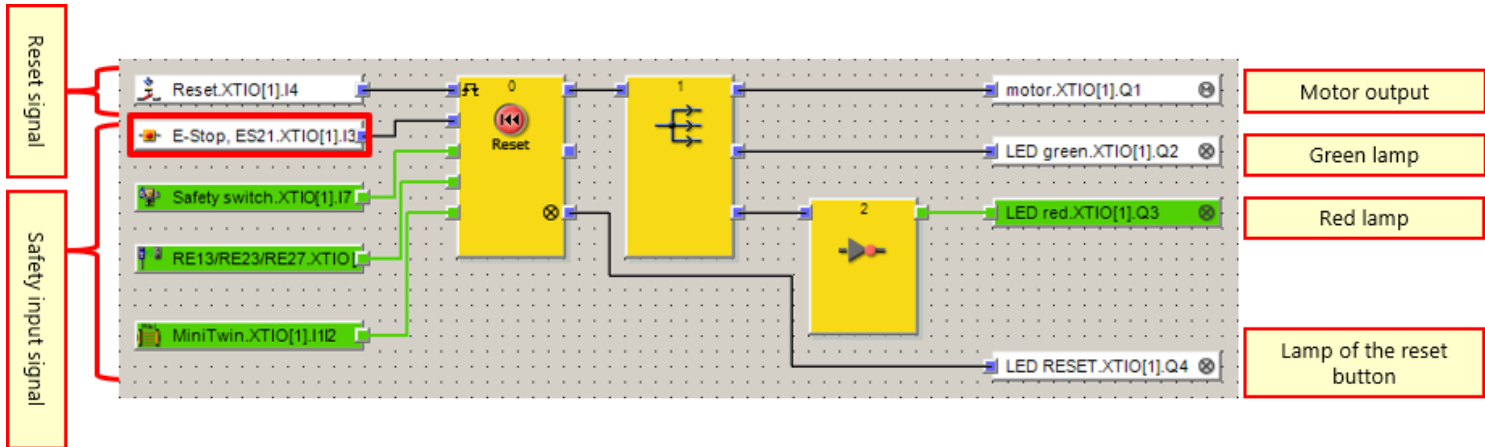 Reset signal
Safety input signal
Reset.XTIO[1].I4
E-Stop, ES21.XTIO[1].I3
Safety switch.XTIO[1].I7
RE13/RE23/RE27.XTIO[
MiniTwin.XTIO[1].I1I2
0
Reset
1
2
motor.XTIO[1].Q1
LED green.XTIO[1].Q2
LED red.XTIO[1].Q3
LED RESET.XTIO[1].Q4
Motor output
Green lamp
Red lamp
Lamp of the reset
button